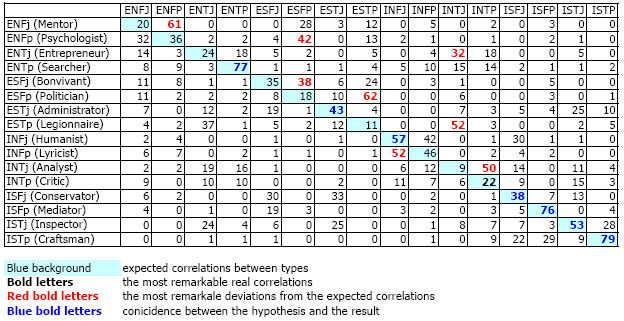 ENFJ ENFP ENTJ ENTP ESFJ ESFP ESTJ ESTP INFJ INFP INTJ INTP ISFJ ISFP ISTJ ISTP
ENFj (Mentor) 20 61 0 0 0 28 3 12 0 5 0 2 0 3 0 0
ENFp (Psychologist) 32 36 2 2 4 42 0 13 2 1 0 1 0 2 1 0
ENTj (Entrepreneur) 14 3 24 18 5 2 0 5 0 4 32 18 0 0 5 0
ENTp (Searcher) 8 9 3 77 1 1 1 4 5 10 15 14 2 1 1 2
ESFj (Bonvivant) 11 8 1 1 35 38 6 24 0 3 1 0 5 0 0 0
ESFp (Politician) 11 2 2 2 8 18 10 62 0 0 6 0 0 3 0 1
ESTj (Administrator) 7 0 12 2 19 1 43 4 0 0 7 3 5 4 25 10
ESTp (Legionnaire) 4 2 37 1 5 2 12 11 0 0 52 3 0 0 2 5
INFj (Humanist) 2 4 0 0 1 0 1 0 57 42 0 1 30 1 1 0
INFp (Lyricist) 6 7 0 2 1 1 0 1 52 46 0 2 4 2 0 0
INTj (Analyst) 2 2 19 16 1 0 0 0 6 12 9 50 14 0 11 4
INTp (Critic) 9 0 10 10 0 0 2 0 11 7 6 22 9 0 15 3
ISFj (Conservator) 6 2 0 0 30 0 33 0 0 2 0 1 38 7 13 0
ISFp (Mediator) 4 0 1 0 19 3 0 0 3 2 0 3 5 76 0 4
ISTj (Inspector) 0 0 24 4 6 0 25 0 0 1 8 7 7 3 53 28
ISTp (Craftsman) 0 0 1 1 1 0 0 0 0 1 0 9 22 29 9 79
Blue background expected correlations between types
Bold letters the most remarkable real correlations
Red bold letters the most remarkale deviations from the expected correlations
Blue bold letters conicidence between the hypothesis and the result